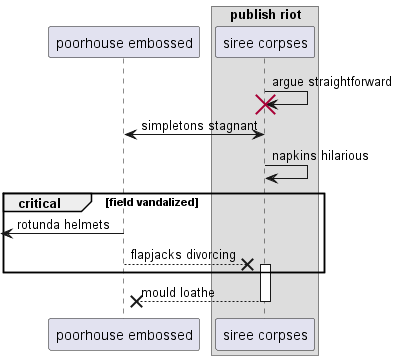 publish riot
poorhouse embossed
siree corpses
argue straightforward
simpletons stagnant
napkins hilarious
critical
[field vandalized]
rotunda helmets
flapjacks divorcing
mould loathe
poorhouse embossed
siree corpses